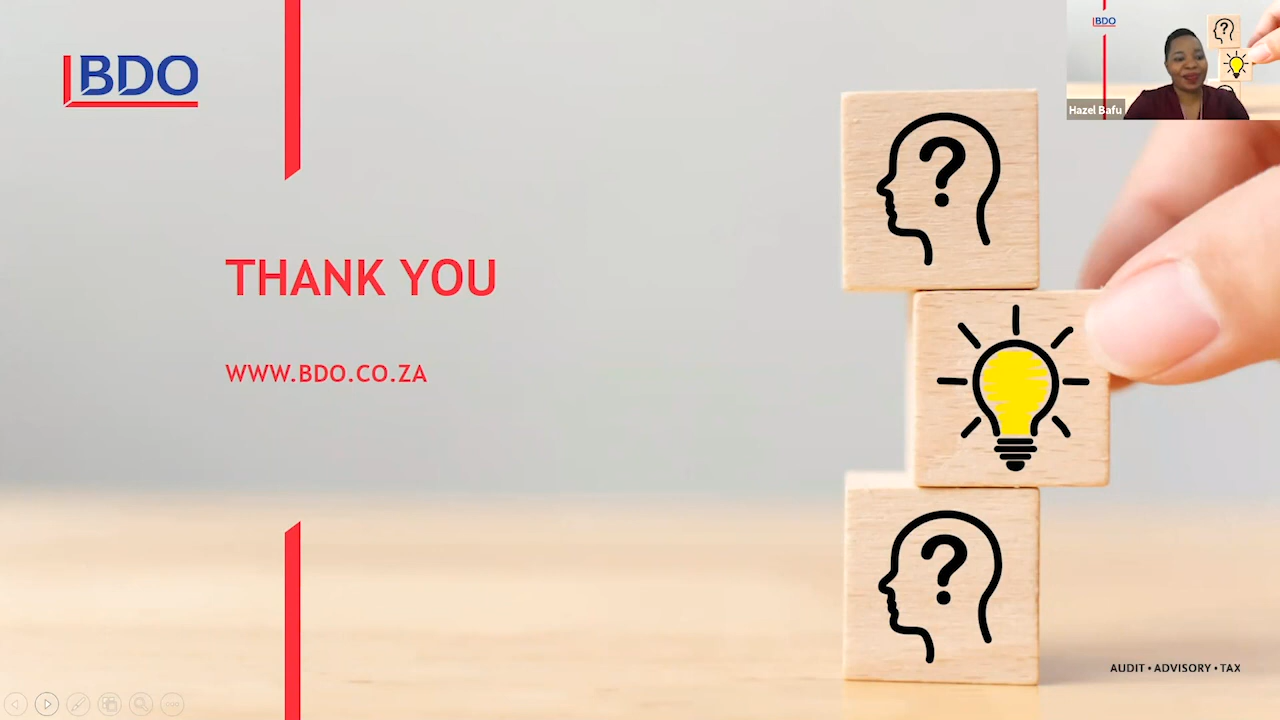 BDO
BDO
Hazel Bafu
THANK YOU
WWW.BDO.CO.ZA
AUDIT • ADVISORY • TAX